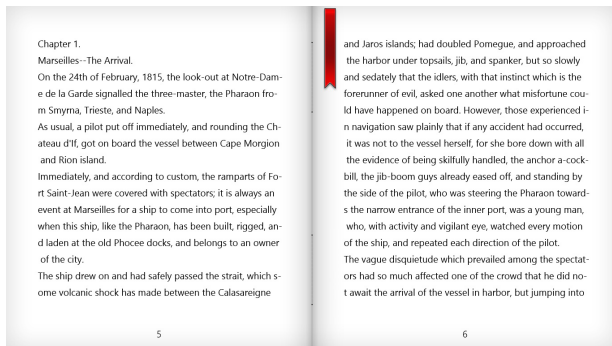 Chapter 1.
Marseilles--The Arrival.
On the 24th of February, 1815, the look-out at Notre-Dam-
e de la Garde signalled the three-master, the Pharaon fro-
m Smyrna, Trieste, and Naples.
As usual, a pilot put off immediately, and rounding the Ch-
ateau d'If, got on board the vessel between Cape Morgion
and Rion island.
Immediately, and according to custom, the ramparts of Fo-
rt Saint-Jean were covered with spectators; it is always an
event at Marseilles for a ship to come into port, especially
when this ship, like the Pharaon, has been built, rigged, an-
d laden at the old Phocee docks, and belongs to an owner
of the city.
The ship drew on and had safely passed the strait, which s-
ome volcanic shock has made between the Calasareigne
5
and Jaros islands; had doubled Pomegue, and approached
the harbor under topsails, jib, and spanker, but so slowly
and sedately that the idlers, with that instinct which is the
forerunner of evil, asked one another what misfortune cou-
ld have happened on board. However, those experienced i-
n navigation saw plainly that if any accident had occurred,
it was not to the vessel herself, for she bore down with all
the evidence of being skilfully handled, the anchor a-cock-
bill, the jib-boom guys already eased off, and standing by
the side of the pilot, who was steering the Pharaon toward-
s the narrow entrance of the inner port, was a young man,
who, with activity and vigilant eye, watched every motion
of the ship, and repeated each direction of the pilot.
The vague disquietude which prevailed among the spectat-
ors had so much affected one of the crowd that he did no-
t await the arrival of the vessel in harbor, but jumping into
6